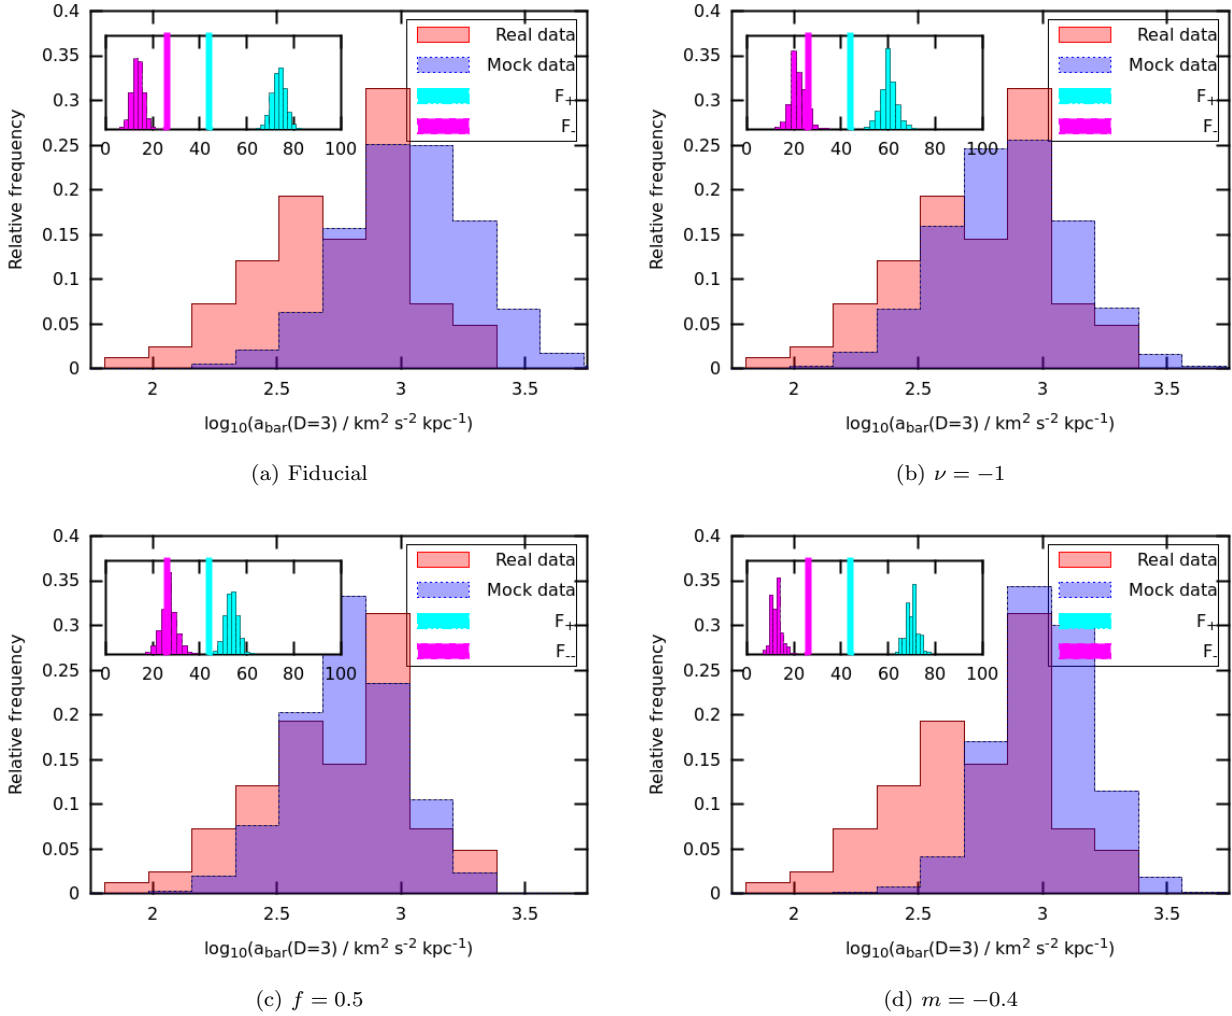 0.4
0.35
0.3
0.25
0.2
0.15
0.1
0.05
0
Relative frequency
0 20 40 60 80 100
Real data
Mock data
F+
F-
2 2.5 3 3.5
log10(abar(D=3) / km2 s-2 kpc-1)
(a) Fiducial
0.4
0.35
0.3
0.25
0.2
0.15
0.1
0.05
0
Relative frequency
0 20 40 60 80 100
Real data
Mock data
F+
F-
2 2.5 3 3.5
log10(abar(D=3) / km2 s-2 kpc-1)
(b) ν = −1
0.4
0.35
0.3
0.25
0.2
0.15
0.1
0.05
0
Relative frequency
0 20 40 60 80 100
Real data
Mock data
F+
F--
2 2.5 3 3.5
log10(abar(D=3) / km2 s-2 kpc-1)
(c) f = 0.5
0.4
0.35
0.3
0.25
0.2
0.15
0.1
0.05
0
Relative frequency
0 20 40 60 80 100
Real data
Mock data
F+
F-
2 2.5 3 3.5
log10(abar(D=3) / km2 s-2 kpc-1)
(d) m = −0.4